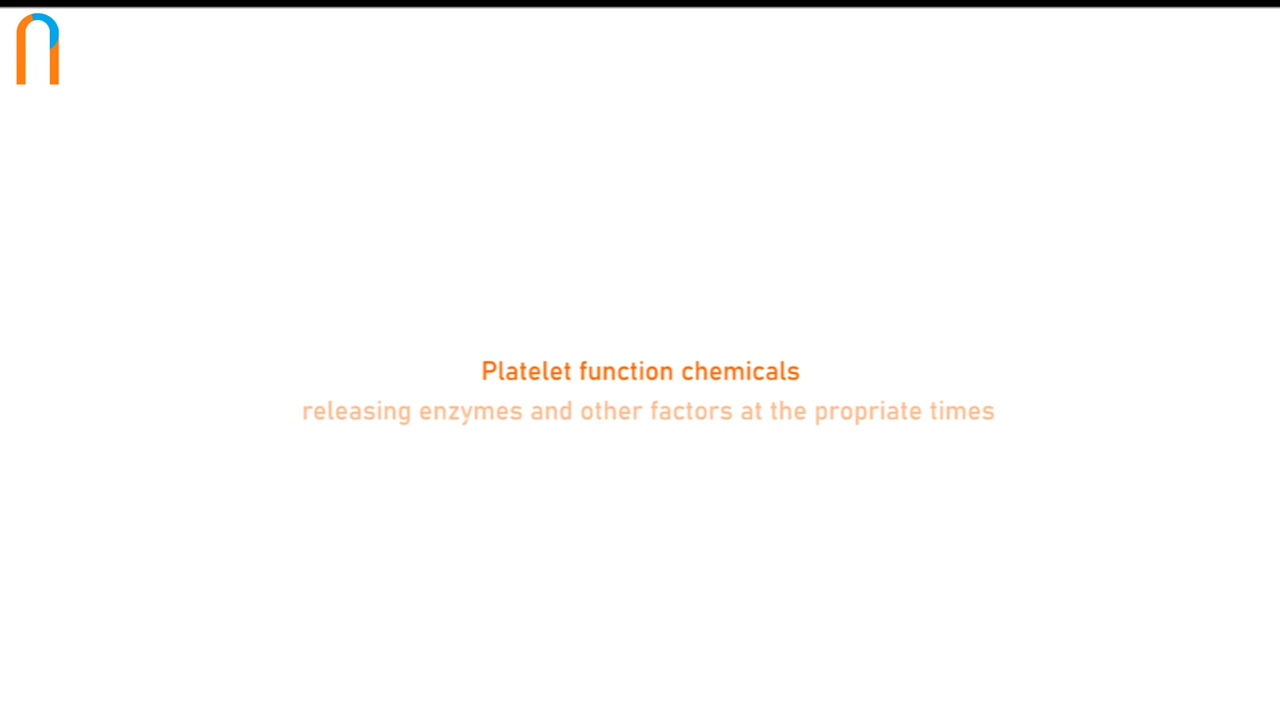 Platelet function chemicals
releasing enzymes and other factors at the propriate times